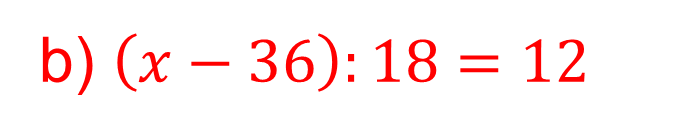 b) (x − 36): 18 = 12